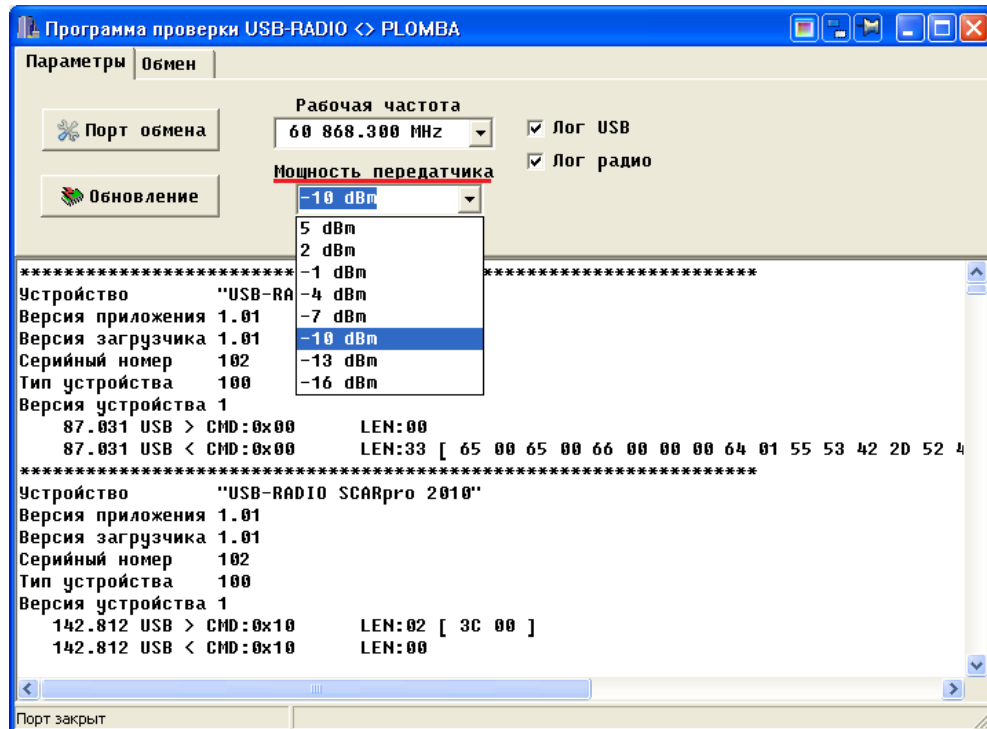 Программа проверки USB-RADIO <> PLOMBA
Параметры Обмен
Рабочая частота
Порт обмена 60 868.300 MHz Лог USB
Мощность передатчика Лог радио
Обновление -10 dBm
5 dBm
2 dBm
-1 dBm
-4 dBm
-7 dBm
-10 dBm
-13 dBm
-16 dBm
********************************************************************
Устройство "USB-RA
Версия приложения 1.01
Версия загрузчика 1.01
Серийный номер 102
Тип устройства 100
Версия устройства 1
87.031 USB > CMD:0x00 LEN:00
87.031 USB < CMD:0x00 LEN:33 [ 65 00 65 00 66 00 00 00 64 01 55 53 42 2D 52 4
********************************************************************
Устройство "USB-RADIO SCARpro 2010"
Версия приложения 1.01
Версия загрузчика 1.01
Серийный номер 102
Тип устройства 100
Версия устройства 1
142.812 USB > CMD:0x10 LEN:02 [ 3C 00 ]
142.812 USB < CMD:0x10 LEN:00
Порт закрыт